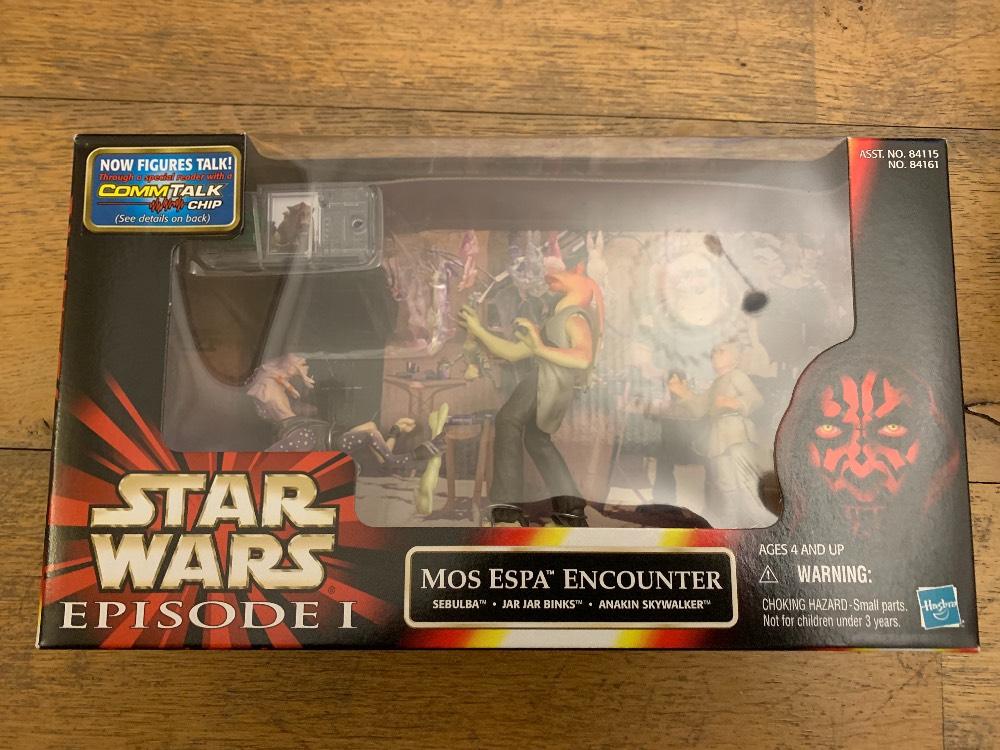 NOW FIGURES TALK!
Through a special reader with a
COMMTALK
CHIP
(See details on back)
ASST. NO. 84115
NO. 84161
STAR
WARS®
EPISODE I
MOS ESPA™ ENCOUNTER
SEBULBA™ • JAR JAR BINKS™ • ANAKIN SKYWALKER™
AGES 4 AND UP
WARNING:
CHOKING HAZARD-Small parts.
Not for children under 3 years.
Hasbro